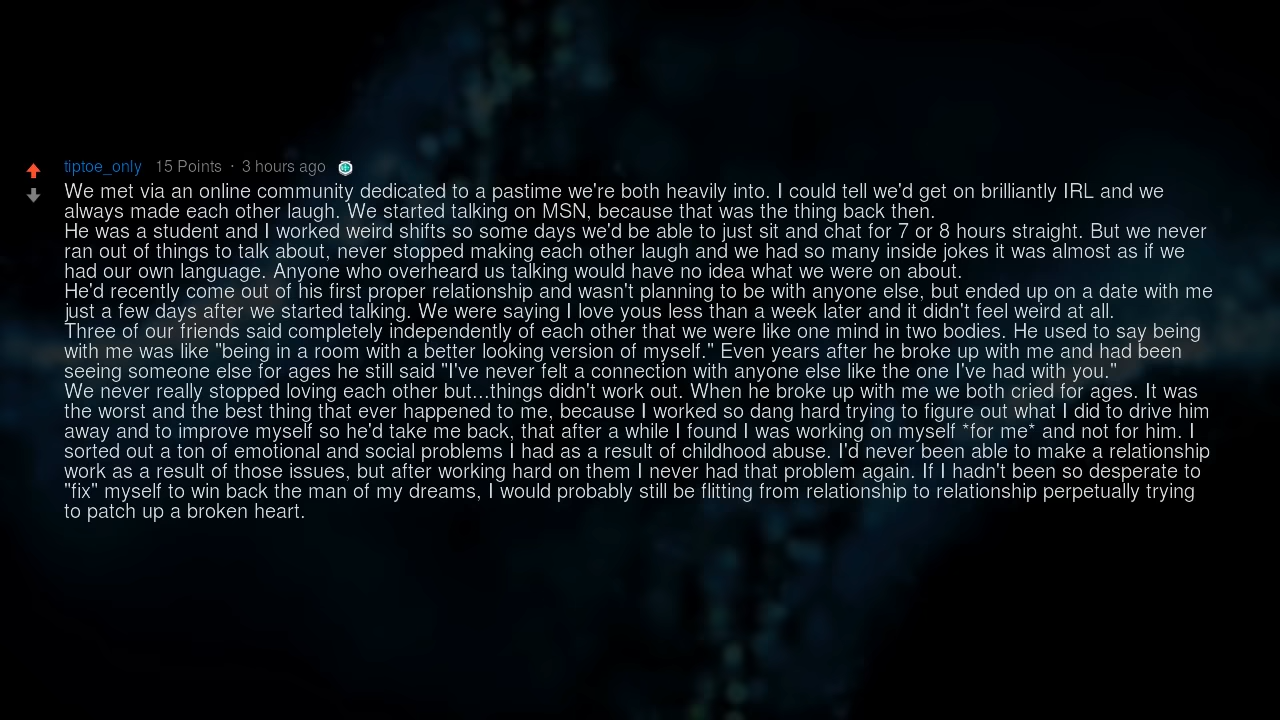 tiptoe_only 15 Points · 3 hours ago
We met via an online community dedicated to a pastime we're both heavily into. I could tell we'd get on brilliantly IRL and we
always made each other laugh. We started talking on MSN, because that was the thing back then.
He was a student and I worked weird shifts so some days we'd be able to just sit and chat for 7 or 8 hours straight. But we never
ran out of things to talk about, never stopped making each other laugh and we had so many inside jokes it was almost as if we
had our own language. Anyone who overheard us talking would have no idea what we were on about.
He'd recently come out of his first proper relationship and wasn't planning to be with anyone else, but ended up on a date with me
just a few days after we started talking. We were saying I love yous less than a week later and it didn't feel weird at all.
Three of our friends said completely independently of each other that we were like one mind in two bodies. He used to say being
with me was like "being in a room with a better looking version of myself." Even years after he broke up with me and had been
seeing someone else for ages he still said "I've never felt a connection with anyone else like the one I've had with you."
We never really stopped loving each other but...things didn't work out. When he broke up with me we both cried for ages. It was
the worst and the best thing that ever happened to me, because I worked so dang hard trying to figure out what I did to drive him
away and to improve myself so he'd take me back, that after a while I found I was working on myself *for me* and not for him. I
sorted out a ton of emotional and social problems I had as a result of childhood abuse. I'd never been able to make a relationship
work as a result of those issues, but after working hard on them I never had that problem again. If I hadn't been so desperate to
"fix" myself to win back the man of my dreams, I would probably still be flitting from relationship to relationship perpetually trying
to patch up a broken heart.